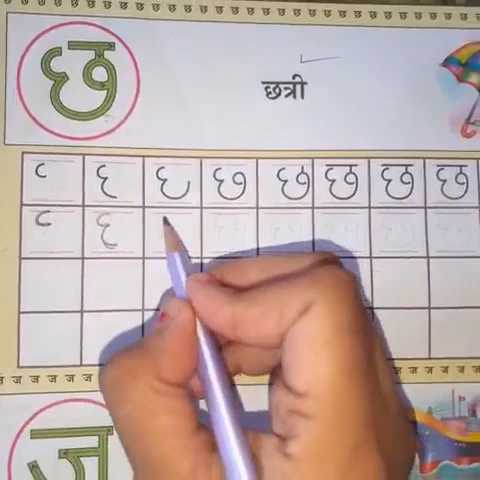 छ
छत्री
छ छ छ छ छ
ज ज ज ज ज ज ज ज ज ज
ज